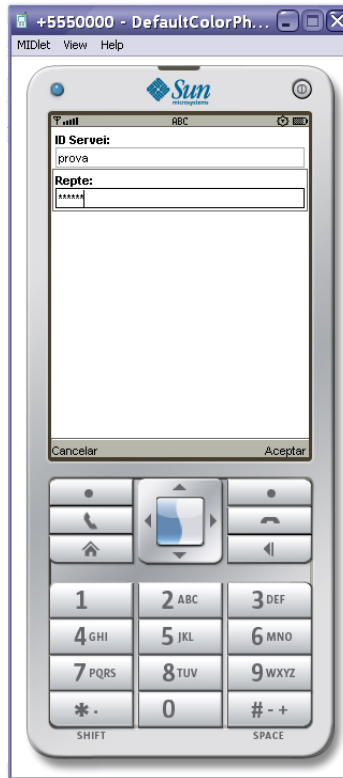 +5550000 - DefaultColorPh...
MIDlet View Help
Sun
microsystems
ABC
ID Servei:
prova
Repte:
******
Cancelar Aceptar
1 2 ABC 3 DEF
4 GHI 5 JKL 6 MNO
7 PQRS 8 TUV 9 WXYZ
* . 0 # - +
SHIFT SPACE